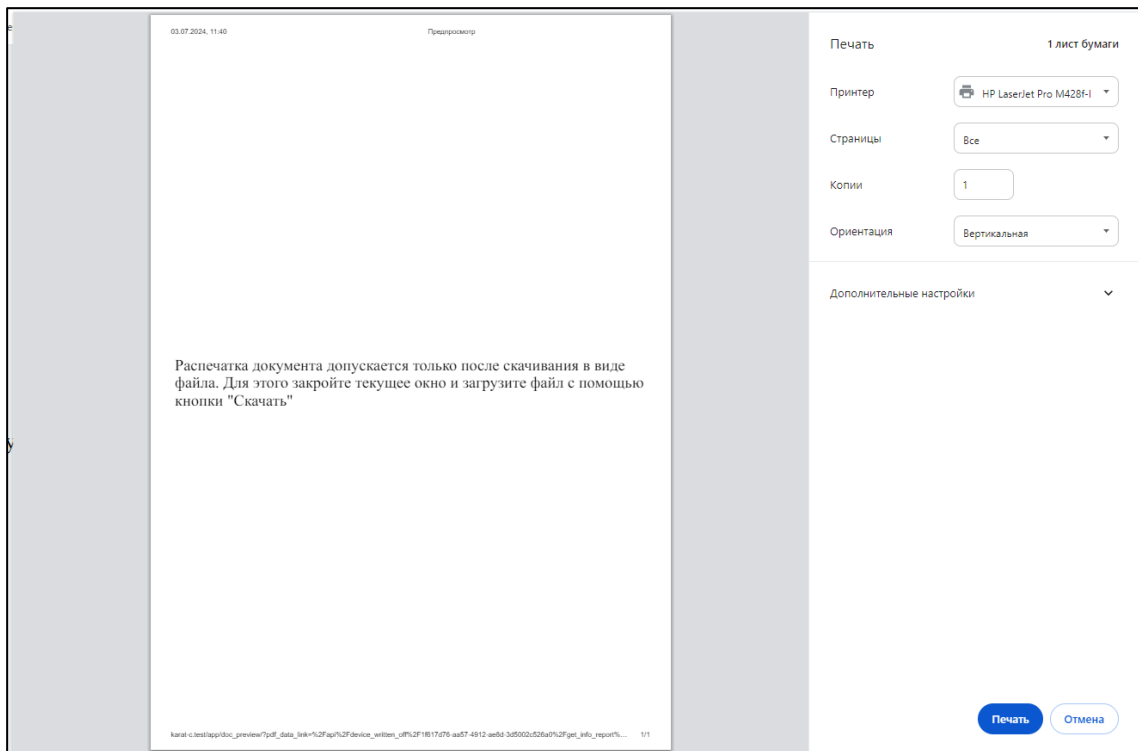 е
03.07.2024, 11:40
Предпросмотр
Печать
1 лист бумаги
Принтер
HP LaserJet Pro M428f-I
Страницы
Все
Копии
1
Ориентация
Вертикальная
Дополнительные настройки
Распечатка документа допускается только после скачивания в виде
файла. Для этого закройте текущее окно и загрузите файл с помощью
кнопки "Скачать"
у
karat-c.test/app/doc_preview/?pdf_data_link=%2Fapi%2Fdevice_written_off%2F1f617d76-aa57-4912-ae6d-3d5002c526a0%2Fget_info_report%...
1/1
Печать
Отмена